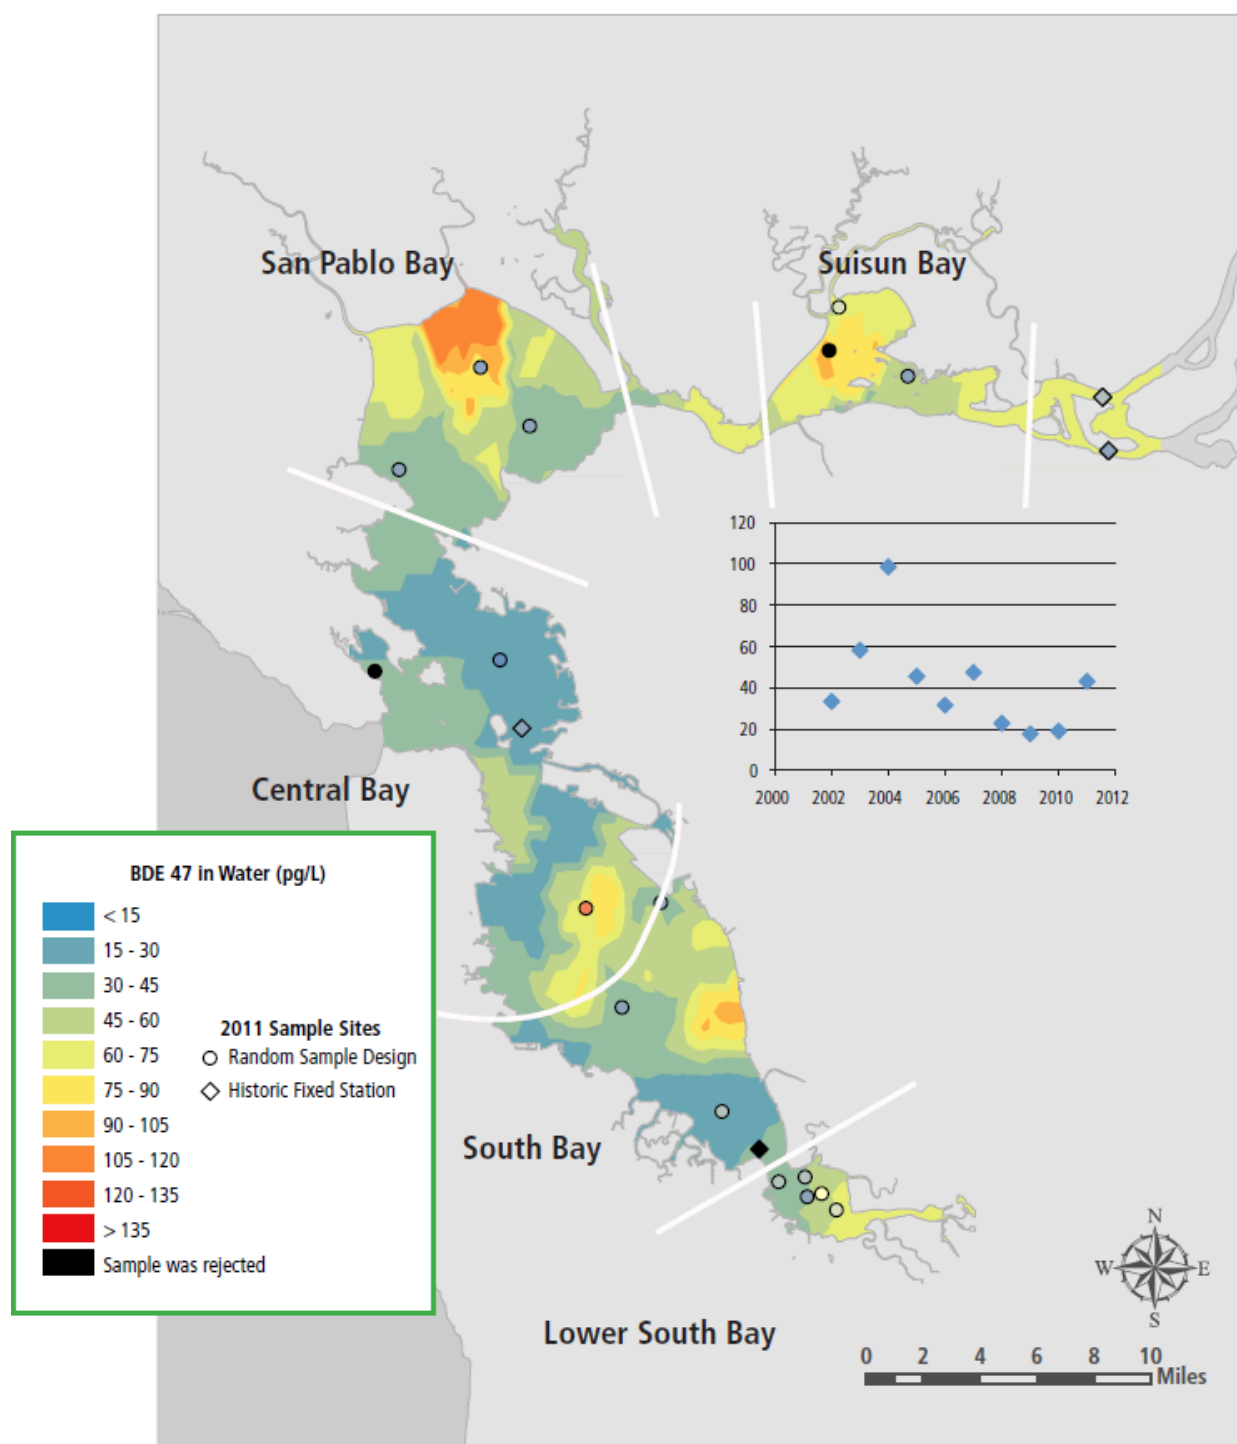 San Pablo Bay
Suisun Bay
120
100
80
60
40
20
0
2000 2002 2004 2006 2008 2010 2012
Central Bay
BDE 47 in Water (pg/L)
< 15
15 - 30
30 - 45
45 - 60
60 - 75
75 - 90
90 - 105
105 - 120
120 - 135
> 135
Sample was rejected
2011 Sample Sites
Random Sample Design
Historic Fixed Station
South Bay
Lower South Bay
N
W E
S
0 2 4 6 8 10
Miles